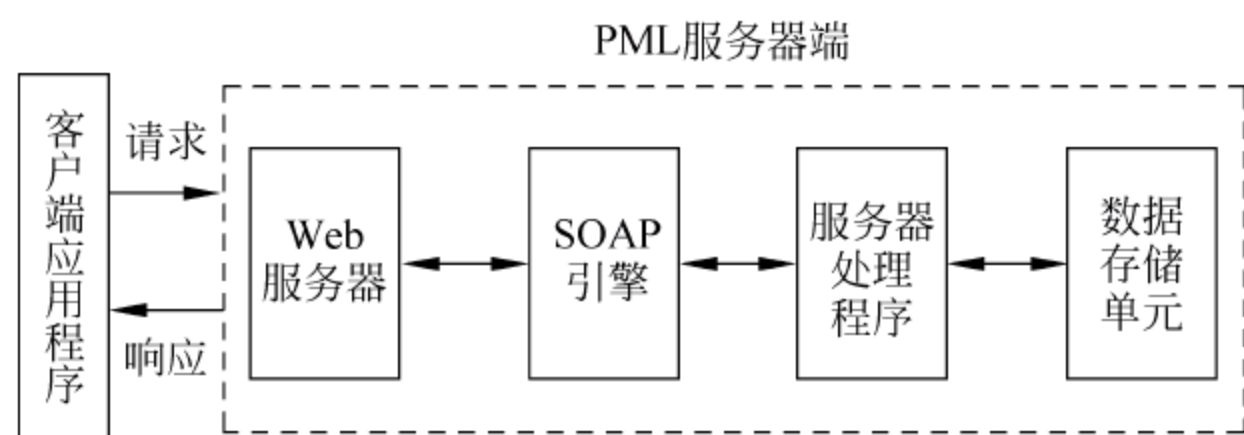 PML服务器端
客户端应用程序
请求
响应
Web
服务器
SOAP
引擎
服务器
处理
程序
数据
存储
单元